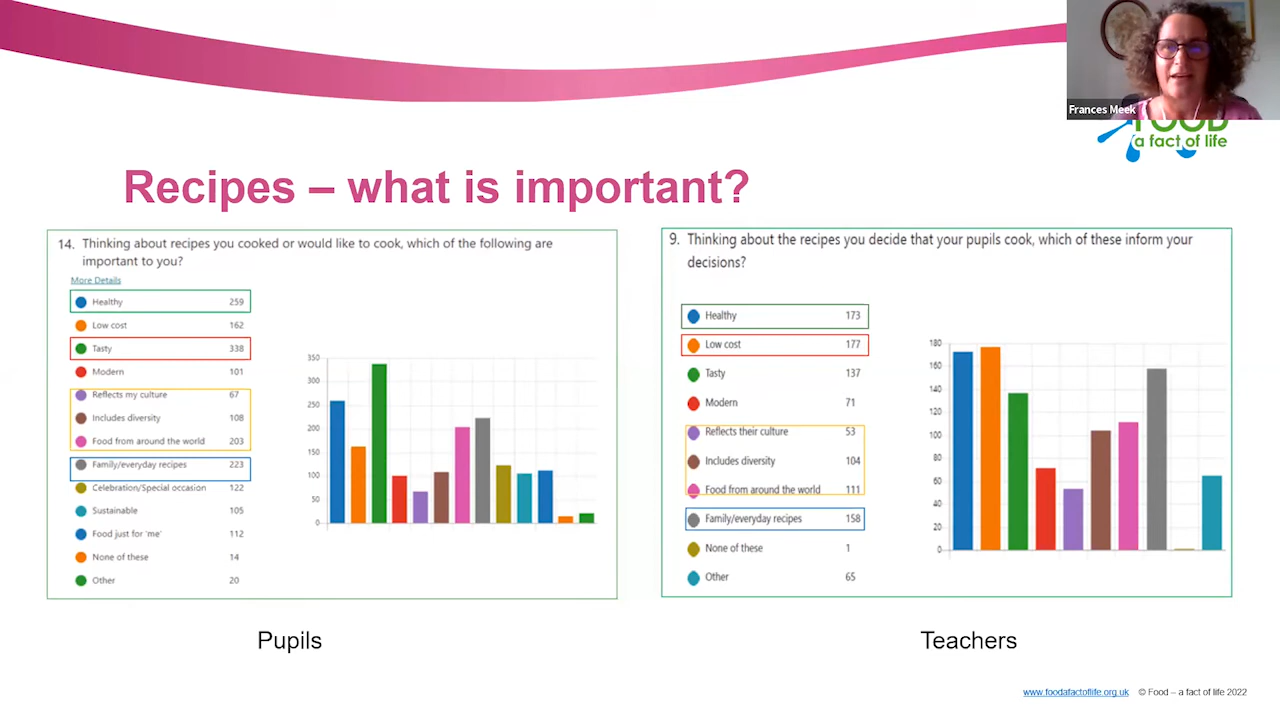 Frances Meek
FOOD
a fact of life
Recipes – what is important?
14. Thinking about recipes you cooked or would like to cook, which of the following are
important to you?
More Details
Healthy 259
Low cost 162
Tasty 338
Modern 101
Reflects my culture 67
Includes diversity 108
Food from around the world 203
Family/everyday recipes 223
Celebration/Special occasion 122
Sustainable 105
Food just for 'me' 112
None of these 14
Other 20
350
300
250
200
150
100
50
0
Pupils
9. Thinking about the recipes you decide that your pupils cook, which of these inform your
decisions?
Healthy 173
Low cost 177
Tasty 137
Modern 71
Reflects their culture 53
Includes diversity 104
Food from around the world 111
Family/everyday recipes 158
None of these 1
Other 65
180
160
140
120
100
80
60
40
20
0
Teachers
www.foodafactoflife.org.uk © Food – a fact of life 2022